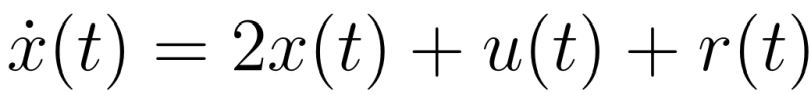 ẋ(t) = 2x(t) + u(t) + r(t)